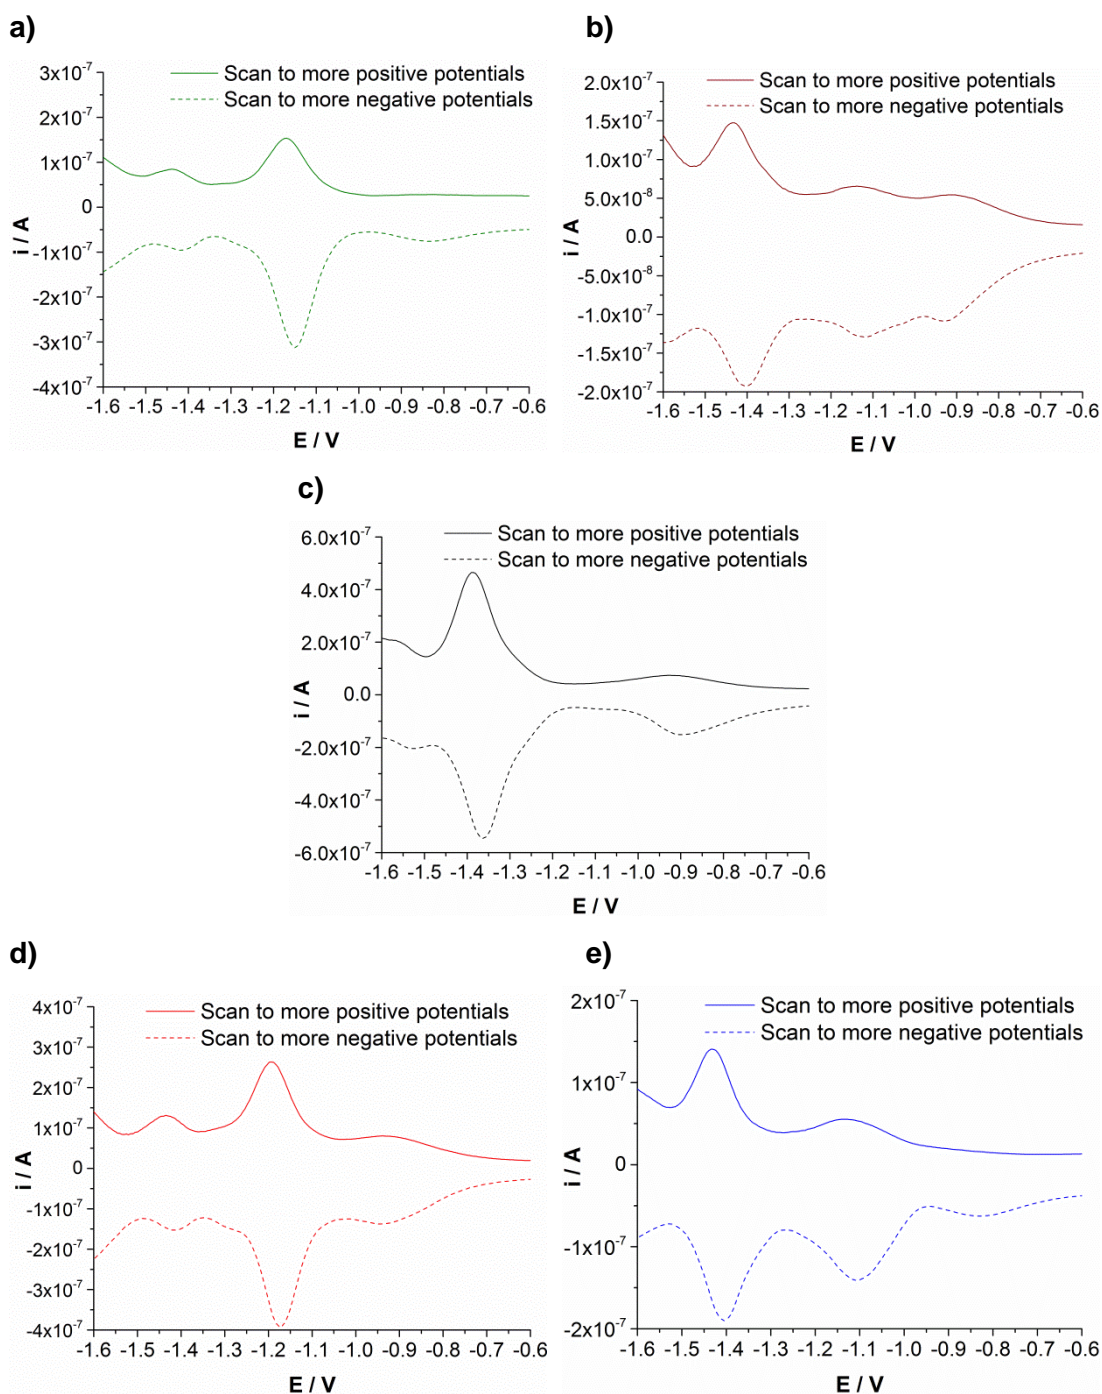 a)
Scan to more positive potentials
Scan to more negative potentials
3x10⁻⁷
2x10⁻⁷
1x10⁻⁷
0
-1x10⁻⁷
-2x10⁻⁷
-3x10⁻⁷
-4x10⁻⁷
i / A
-1.6 -1.5 -1.4 -1.3 -1.2 -1.1 -1.0 -0.9 -0.8 -0.7 -0.6
E / V
b)
Scan to more positive potentials
Scan to more negative potentials
2.0x10⁻⁷
1.5x10⁻⁷
1.0x10⁻⁷
5.0x10⁻⁸
0.0
-5.0x10⁻⁸
-1.0x10⁻⁷
-1.5x10⁻⁷
-2.0x10⁻⁷
i / A
-1.6 -1.5 -1.4 -1.3 -1.2 -1.1 -1.0 -0.9 -0.8 -0.7 -0.6
E / V
c)
Scan to more positive potentials
Scan to more negative potentials
6.0x10⁻⁷
4.0x10⁻⁷
2.0x10⁻⁷
0.0
-2.0x10⁻⁷
-4.0x10⁻⁷
-6.0x10⁻⁷
i / A
-1.6 -1.5 -1.4 -1.3 -1.2 -1.1 -1.0 -0.9 -0.8 -0.7 -0.6
E / V
d)
Scan to more positive potentials
Scan to more negative potentials
4x10⁻⁷
3x10⁻⁷
2x10⁻⁷
1x10⁻⁷
0
-1x10⁻⁷
-2x10⁻⁷
-3x10⁻⁷
-4x10⁻⁷
i / A
-1.6 -1.5 -1.4 -1.3 -1.2 -1.1 -1.0 -0.9 -0.8 -0.7 -0.6
E / V
e)
Scan to more positive potentials
Scan to more negative potentials
2x10⁻⁷
1x10⁻⁷
0
-1x10⁻⁷
-2x10⁻⁷
i / A
-1.6 -1.5 -1.4 -1.3 -1.2 -1.1 -1.0 -0.9 -0.8 -0.7 -0.6
E / V